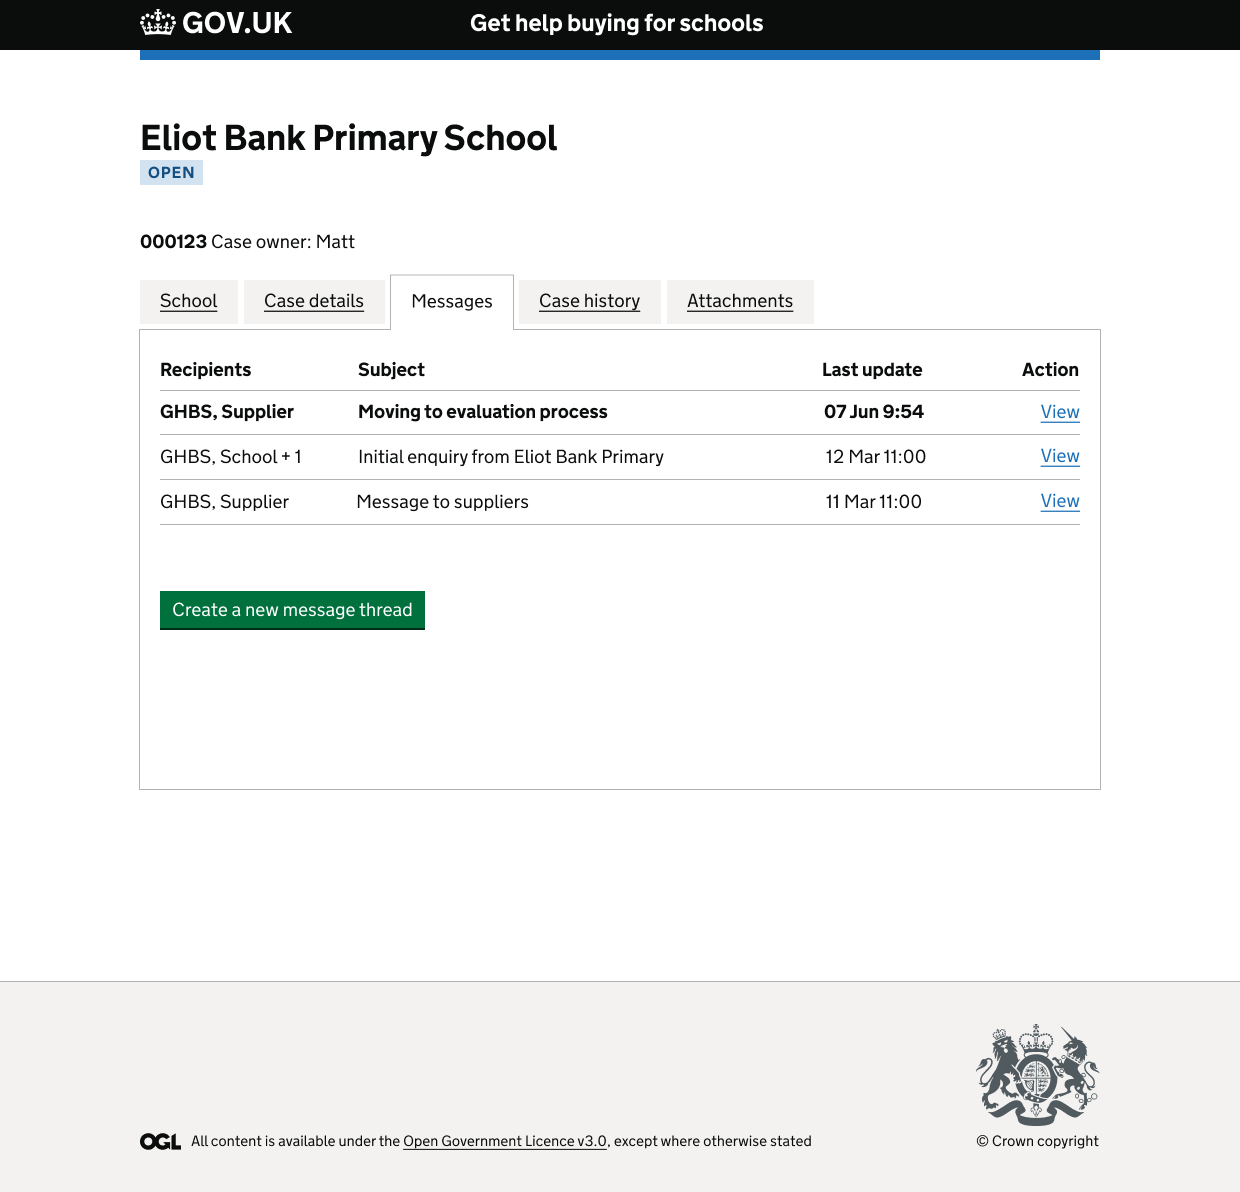 GOV.UK Get help buying for schools
Eliot Bank Primary School
OPEN
000123 Case owner: Matt
School Case details Messages Case history Attachments
Recipients Subject Last update Action
GHBS, Supplier Moving to evaluation process 07 Jun 9:54 View
GHBS, School + 1 Initial enquiry from Eliot Bank Primary 12 Mar 11:00 View
GHBS, Supplier Message to suppliers 11 Mar 11:00 View
Create a new message thread
OGL All content is available under the Open Government Licence v3.0, except where otherwise stated © Crown copyright